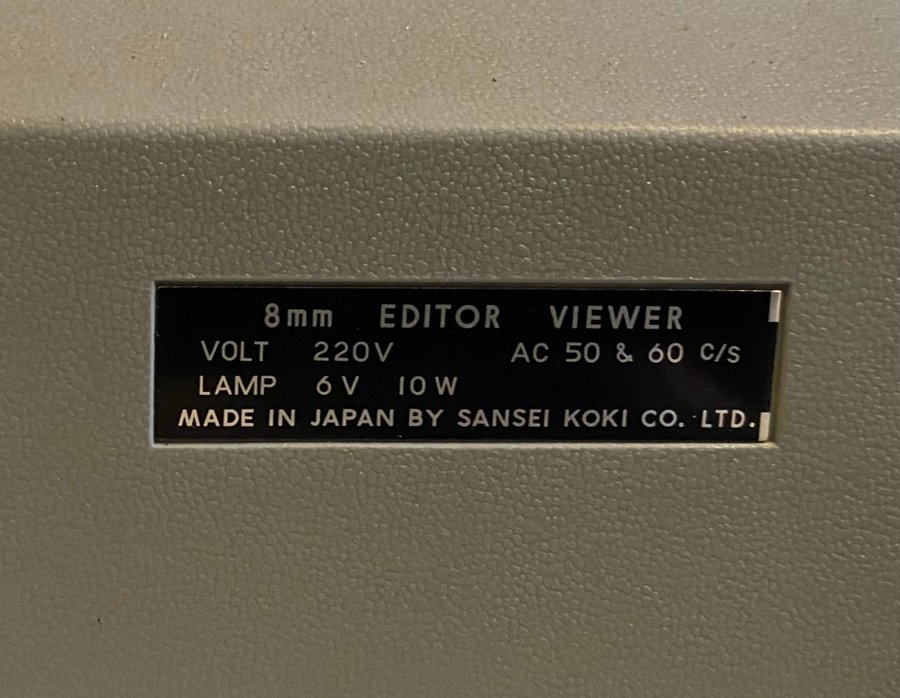 8mm EDITOR VIEWER
VOLT 220V AC 50 & 60 C/S
LAMP 6V 10W
MADE IN JAPAN BY SANSEI KOKI CO. LTD.